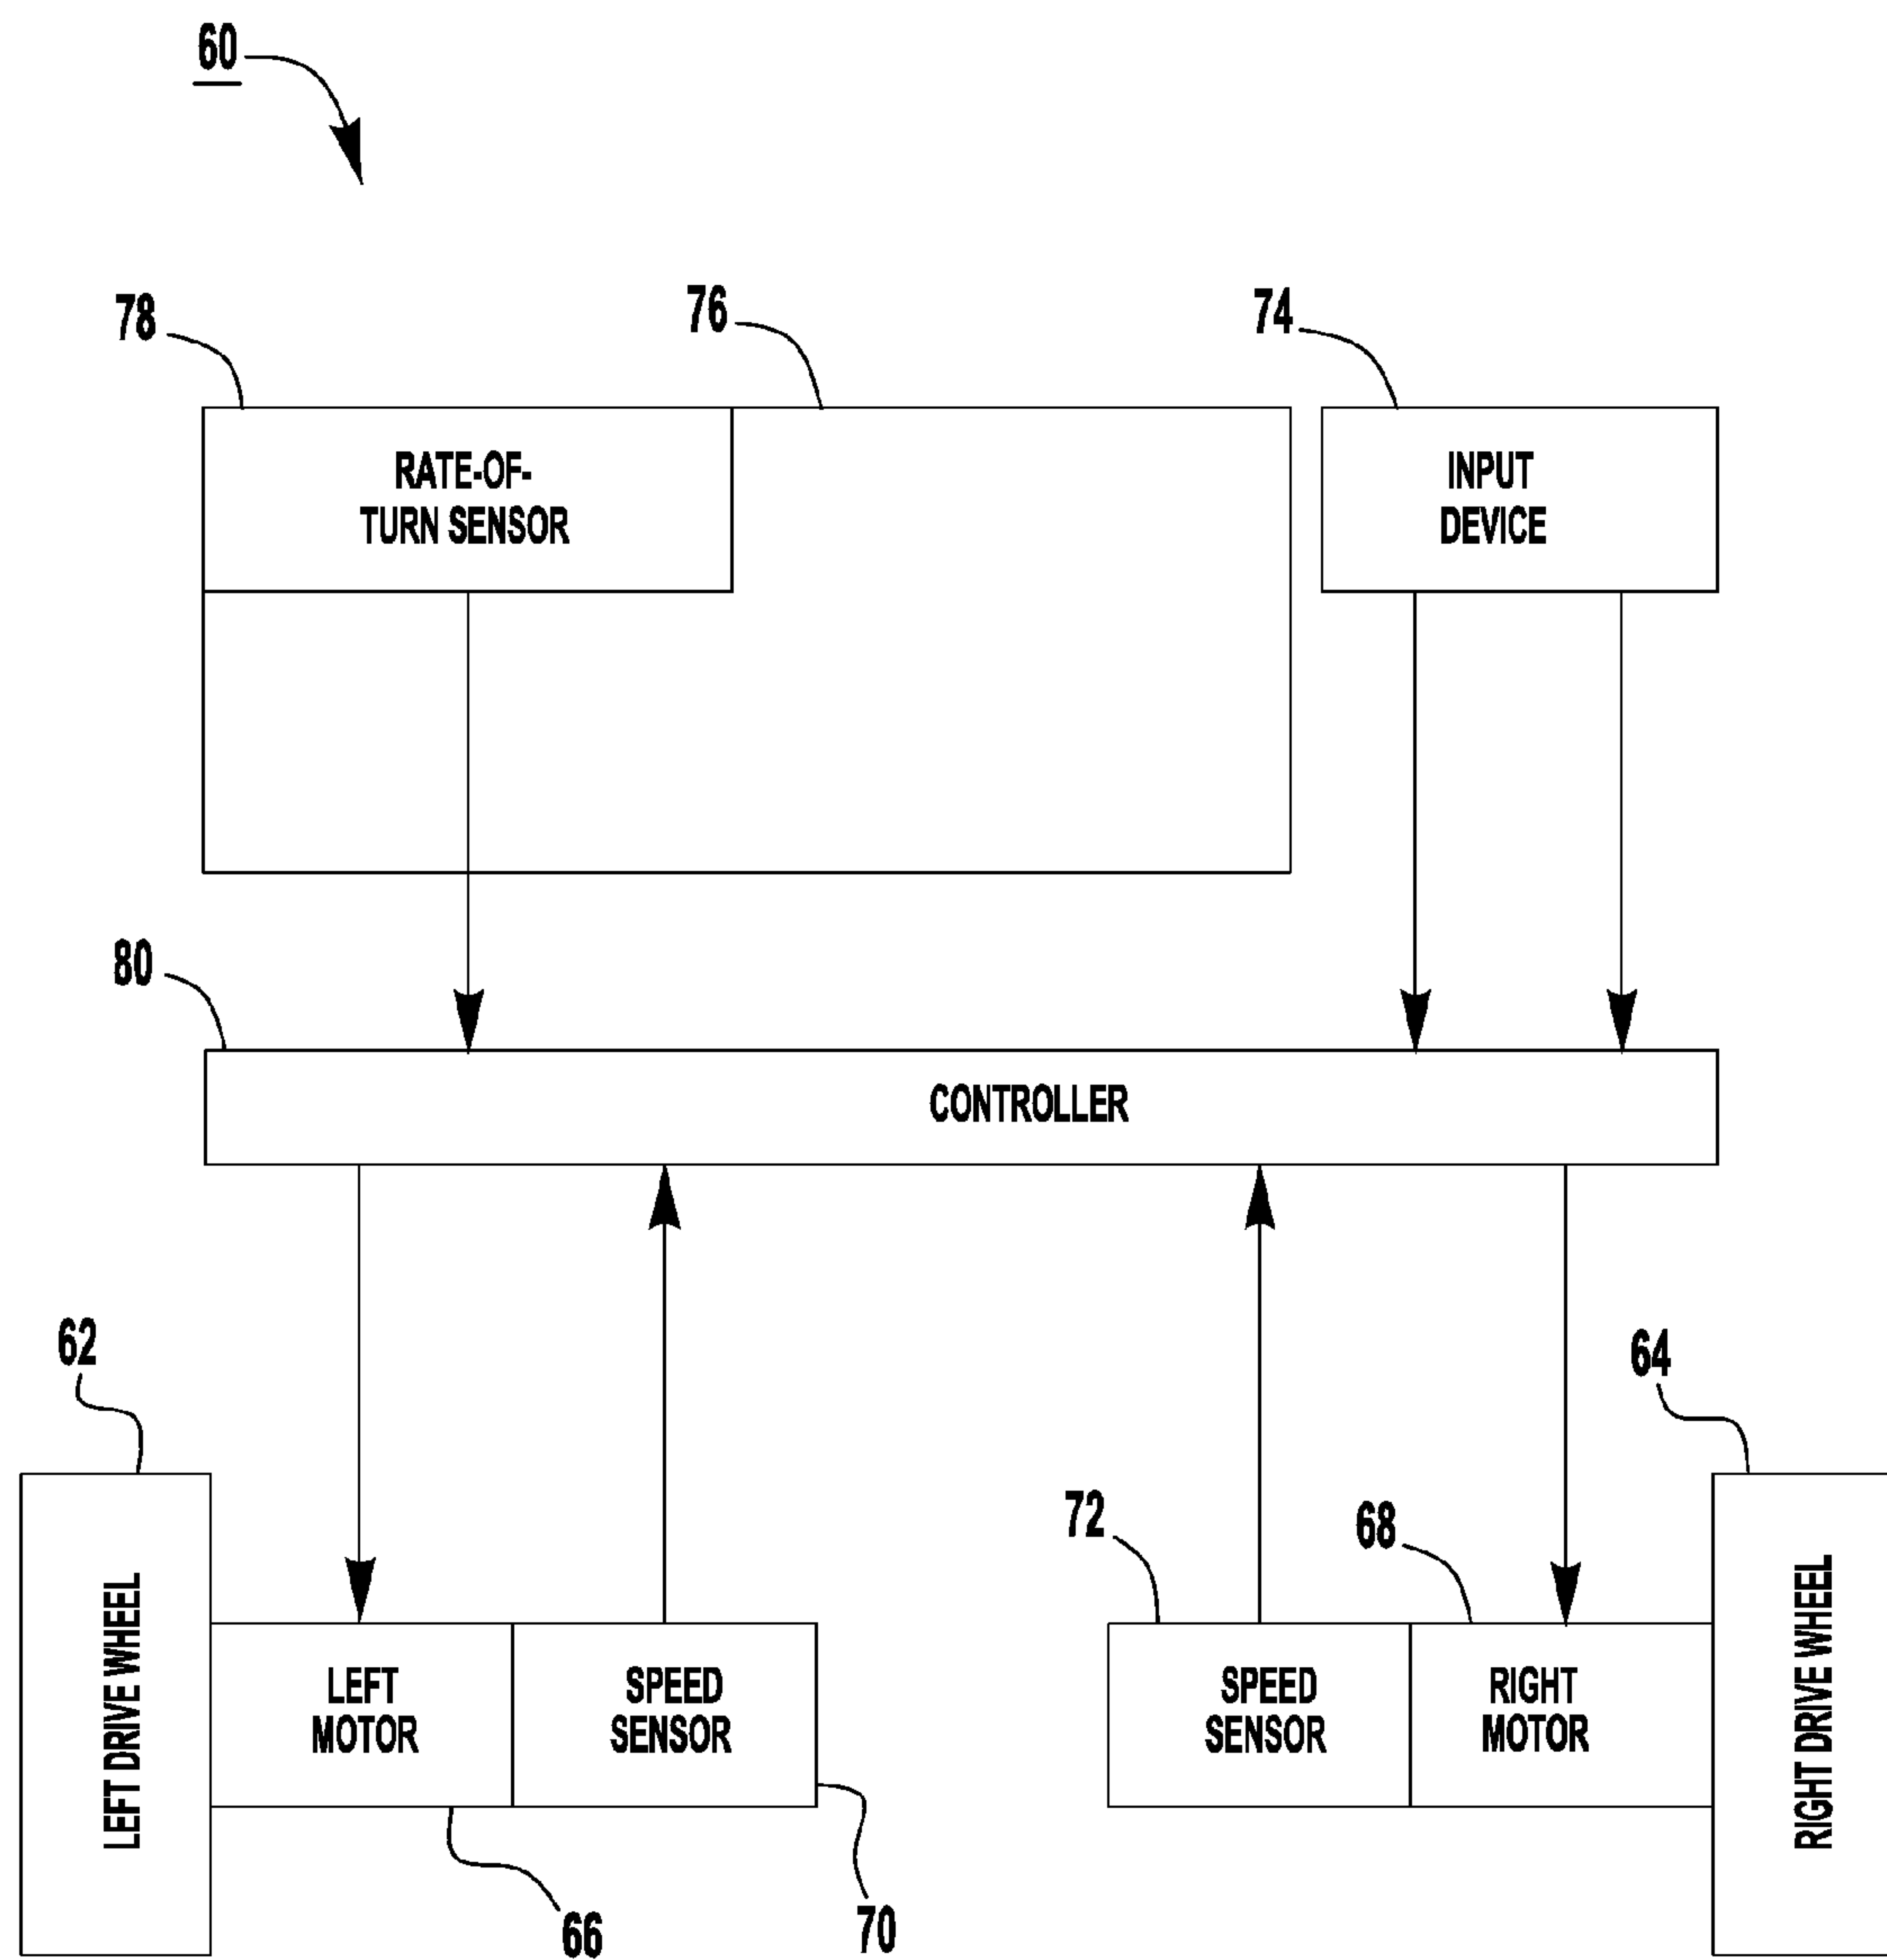 60
78
76
74
RATE-OF-
TURN SENSOR
INPUT
DEVICE
80
CONTROLLER
62
64
72
68
LEFT DRIVE WHEEL
LEFT
MOTOR
SPEED
SENSOR
SPEED
SENSOR
RIGHT
MOTOR
RIGHT DRIVE WHEEL
66
70